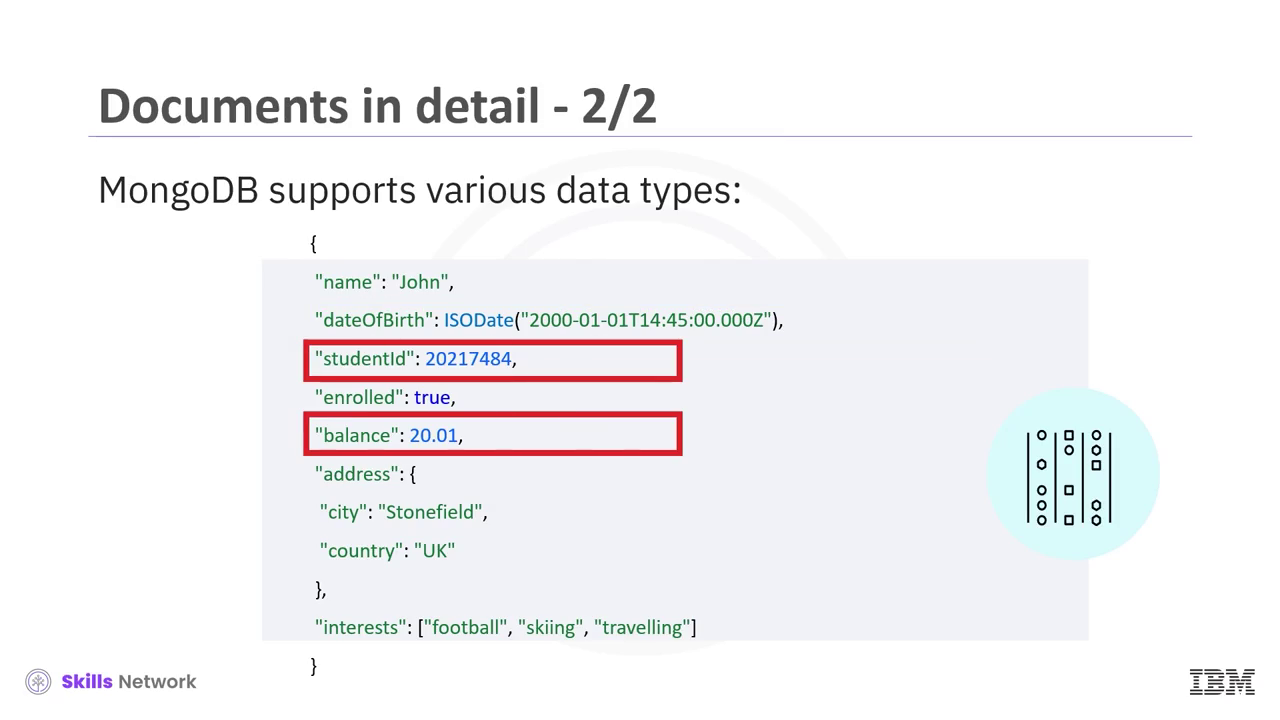 Documents in detail - 2/2
MongoDB supports various data types:
{
"name": "John",
"dateOfBirth": ISODate("2000-01-01T14:45:00.000Z"),
"studentId": 20217484,
"enrolled": true,
"balance": 20.01,
"address": {
"city": "Stonefield",
"country": "UK"
},
"interests": ["football", "skiing", "travelling"]
}
Skills Network
IBM